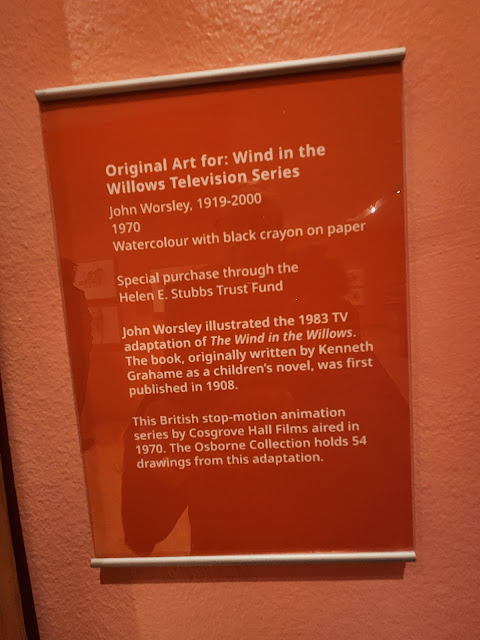 Original Art for: Wind in the
Willows Television Series
John Worsley, 1919-2000
1970
Watercolour with black crayon on paper
Special purchase through the
Helen E. Stubbs Trust Fund
John Worsley illustrated the 1983 TV
adaptation of The Wind in the Willows.
The book, originally written by Kenneth
Grahame as a children's novel, was first
published in 1908.
This British stop-motion animation
series by Cosgrove Hall Films aired in
1970. The Osborne Collection holds 54
drawings from this adaptation.